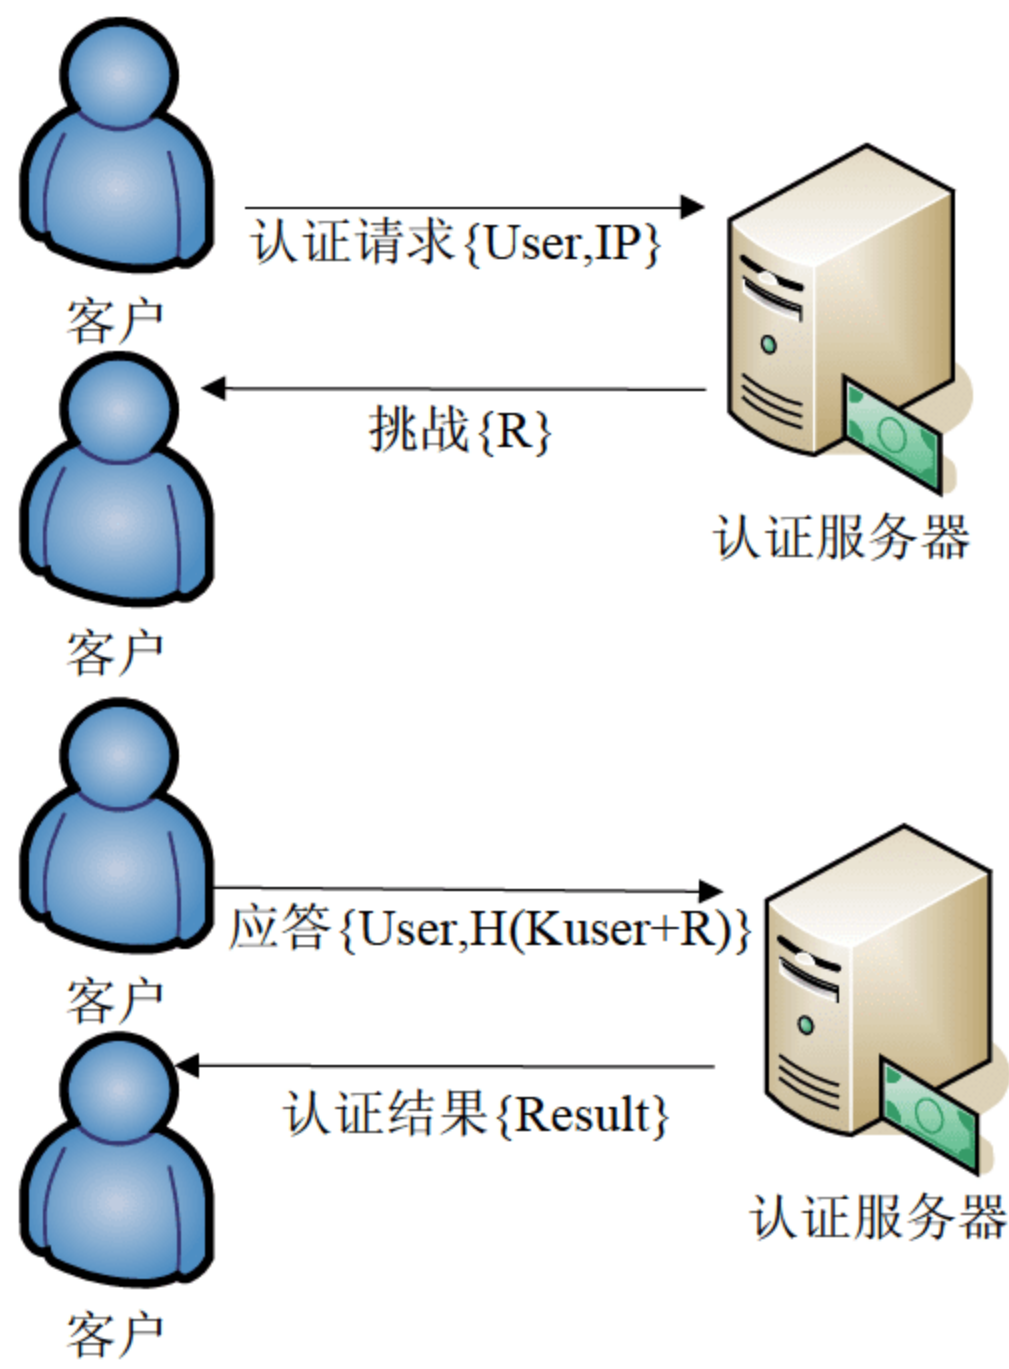 认证请求{User,IP}
客户
挑战{R}
认证服务器
客户
应答{User,H(Kuser+R)}
客户
认证结果{Result}
认证服务器
客户